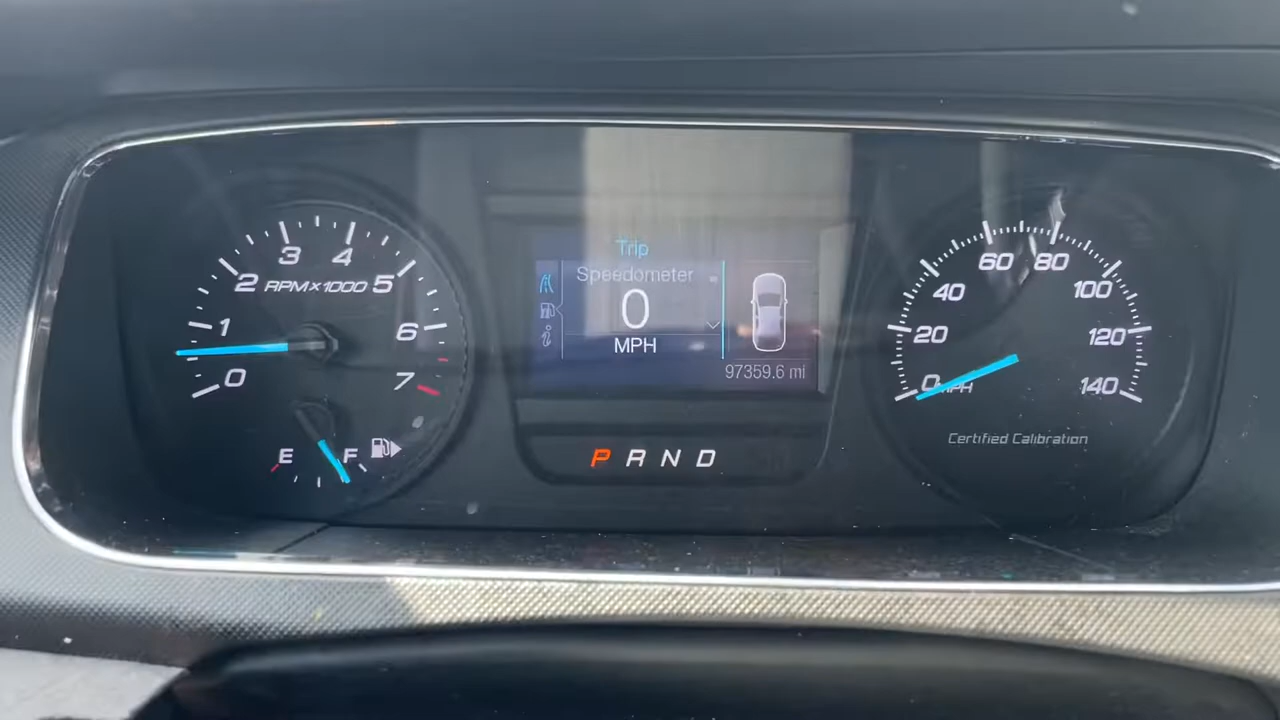 0
1
2
3
4
5
6
7
RPM×1000
E
F
Trip
Speedometer
0
MPH
97359.6 mi
P R N D
0
20
40
60
80
100
120
140
MPH
Certified Calibration